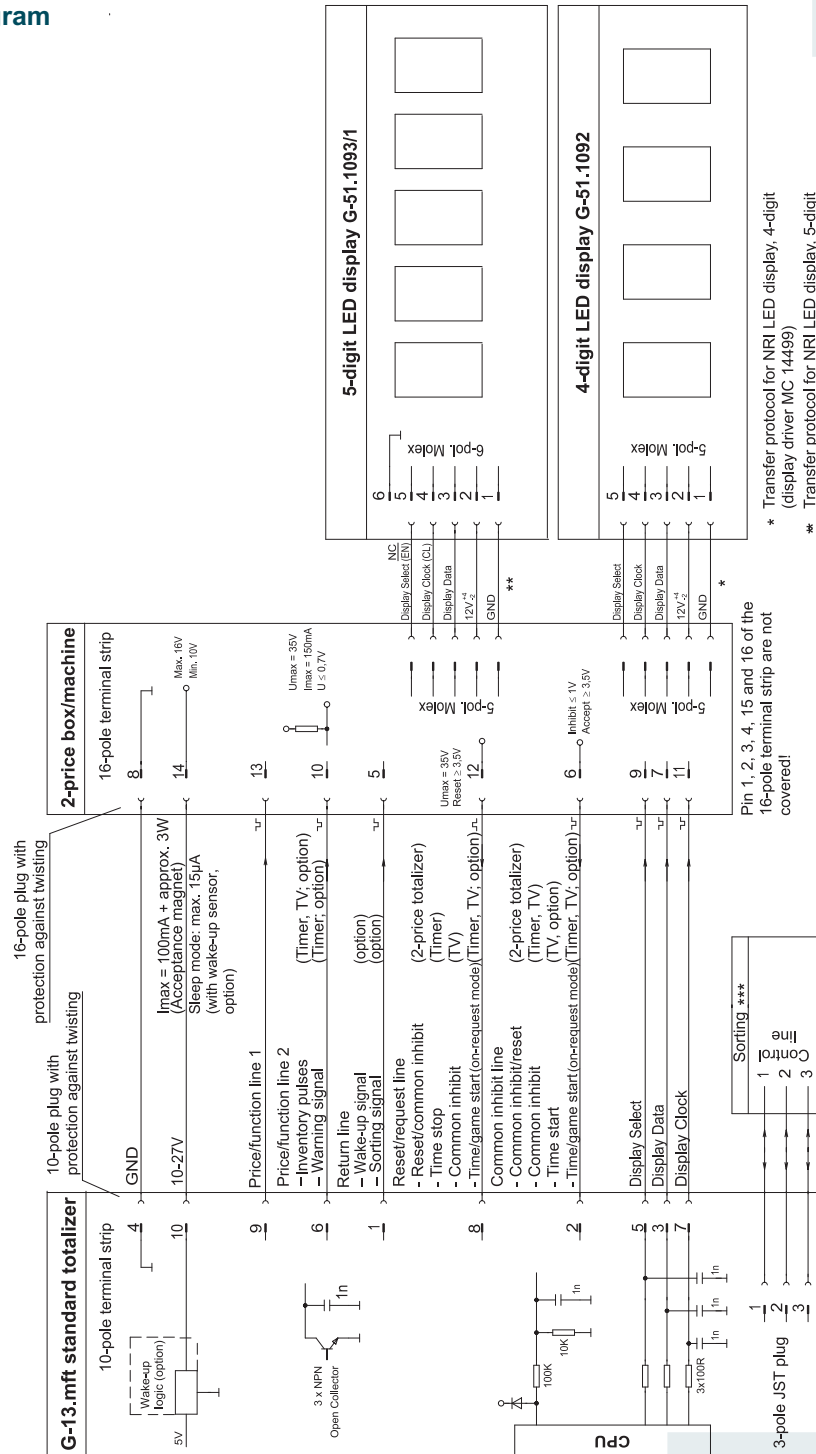 ram
G-13.mft standard totalizer
10-pole terminal strip
Wake-up
logic (option)
5V
4
10
9
6
1
8
2
5
3
7
3 x NPN
Open Collector
1n
100K
10K
1n
CPU
3x100R
1n
1n
1n
3-pole JST plug
1
2
3
10-pole plug with
protection against twisting
16-pole plug with
protection against twisting
GND
10-27V
Imax = 100mA + approx. 3W
(Acceptance magnet)
Sleep mode: max. 15µA
(with wake-up sensor,
option)
Price/function line 1
Price/function line 2
– Inventory pulses (Timer, TV; option)
– Warning signal (Timer; option)
Return line
– Wake-up signal (option)
– Sorting signal (option)
Reset/request line
- Reset/common inhibit (2-price totalizer)
- Time stop (Timer)
- Common inhibit (TV)
- Time/game start (on-request mode) (Timer, TV; option)
Common inhibit line
- Common inhibit/reset (2-price totalizer)
- Common inhibit (Timer, TV)
- Time start (TV, option)
- Time/game start (on-request mode) (Timer, TV; option)
Display Select
Display Data
Display Clock
Sorting ***
1
2
3
Control
line
2-price box/machine
16-pole terminal strip
8
14
13
10
5
12
6
9
7
11
Max. 16V
Min. 10V
Umax = 35V
Imax = 150mA
U ≤ 0,7V
Umax = 35V
Reset ≥ 3,5V
Inhibit ≤ 1V
Accept ≥ 3,5V
5-pol. Molex
5-pol. Molex
Pin 1, 2, 3, 4, 15 and 16 of the
16-pole terminal strip are not
covered!
NC
Display Select (EN)
Display Clock (CL)
Display Data
12V +4 -2
GND
**
Display Select
Display Clock
Display Data
12V +4 -2
GND
*
5-digit LED display G-51.1093/1
6
5
4
3
2
1
6-pol. Molex
4-digit LED display G-51.1092
5
4
3
2
1
5-pol. Molex
* Transfer protocol for NRI LED display, 4-digit
(display driver MC 14499)
** Transfer protocol for NRI LED display, 5-digit